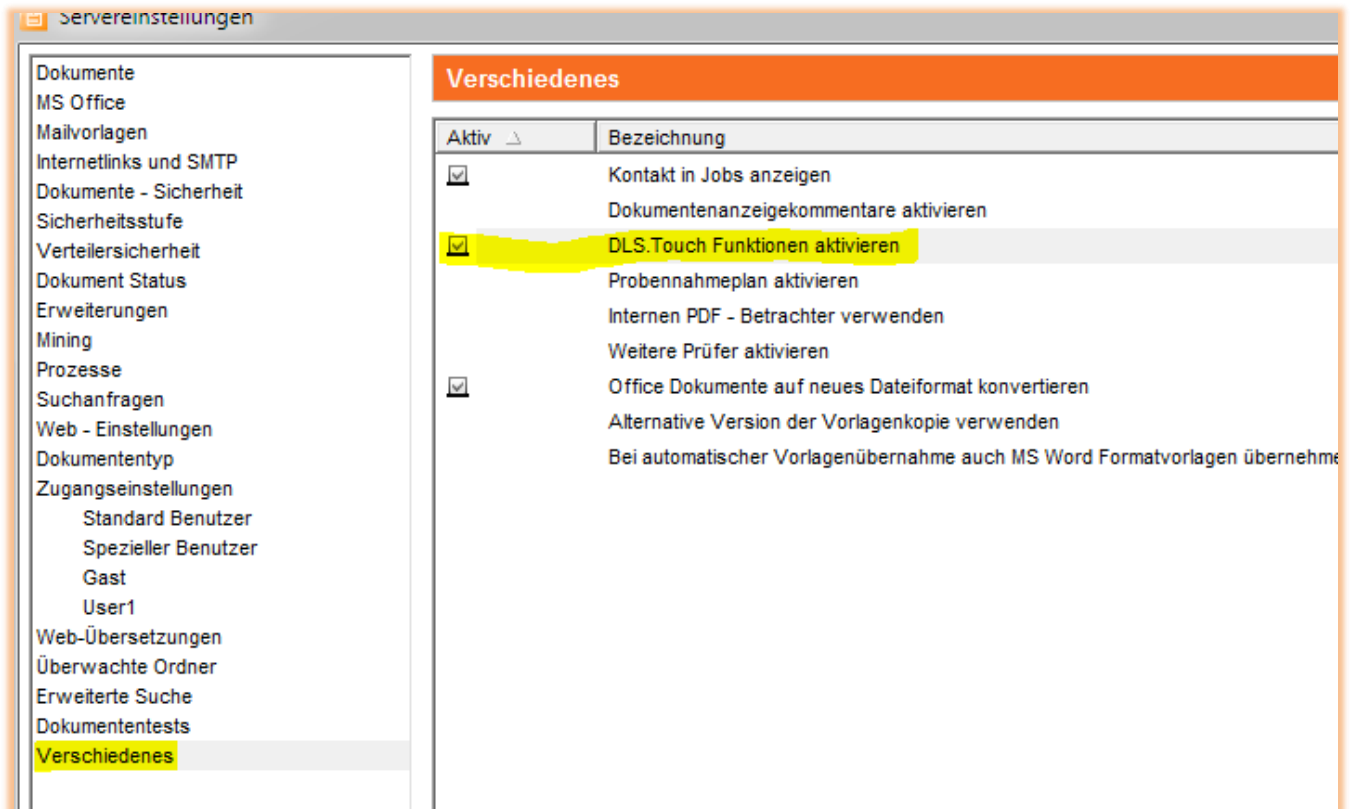 Servereinstellungen
Dokumente
MS Office
Mailvorlagen
Internetlinks und SMTP
Dokumente - Sicherheit
Sicherheitsstufe
Verteilersicherheit
Dokument Status
Erweiterungen
Mining
Prozesse
Suchanfragen
Web - Einstellungen
Dokumententyp
Zugangseinstellungen
Standard Benutzer
Spezieller Benutzer
Gast
User1
Web-Übersetzungen
Überwachte Ordner
Erweiterte Suche
Dokumententests
Verschiedenes
Verschiedenes
Aktiv Bezeichnung
Kontakt in Jobs anzeigen
Dokumentenanzeigekommentare aktivieren
DLS.Touch Funktionen aktivieren
Probennahmeplan aktivieren
Internen PDF - Betrachter verwenden
Weitere Prüfer aktivieren
Office Dokumente auf neues Dateiformat konvertieren
Alternative Version der Vorlagenkopie verwenden
Bei automatischer Vorlagenübernahme auch MS Word Formatvorlagen übernehme